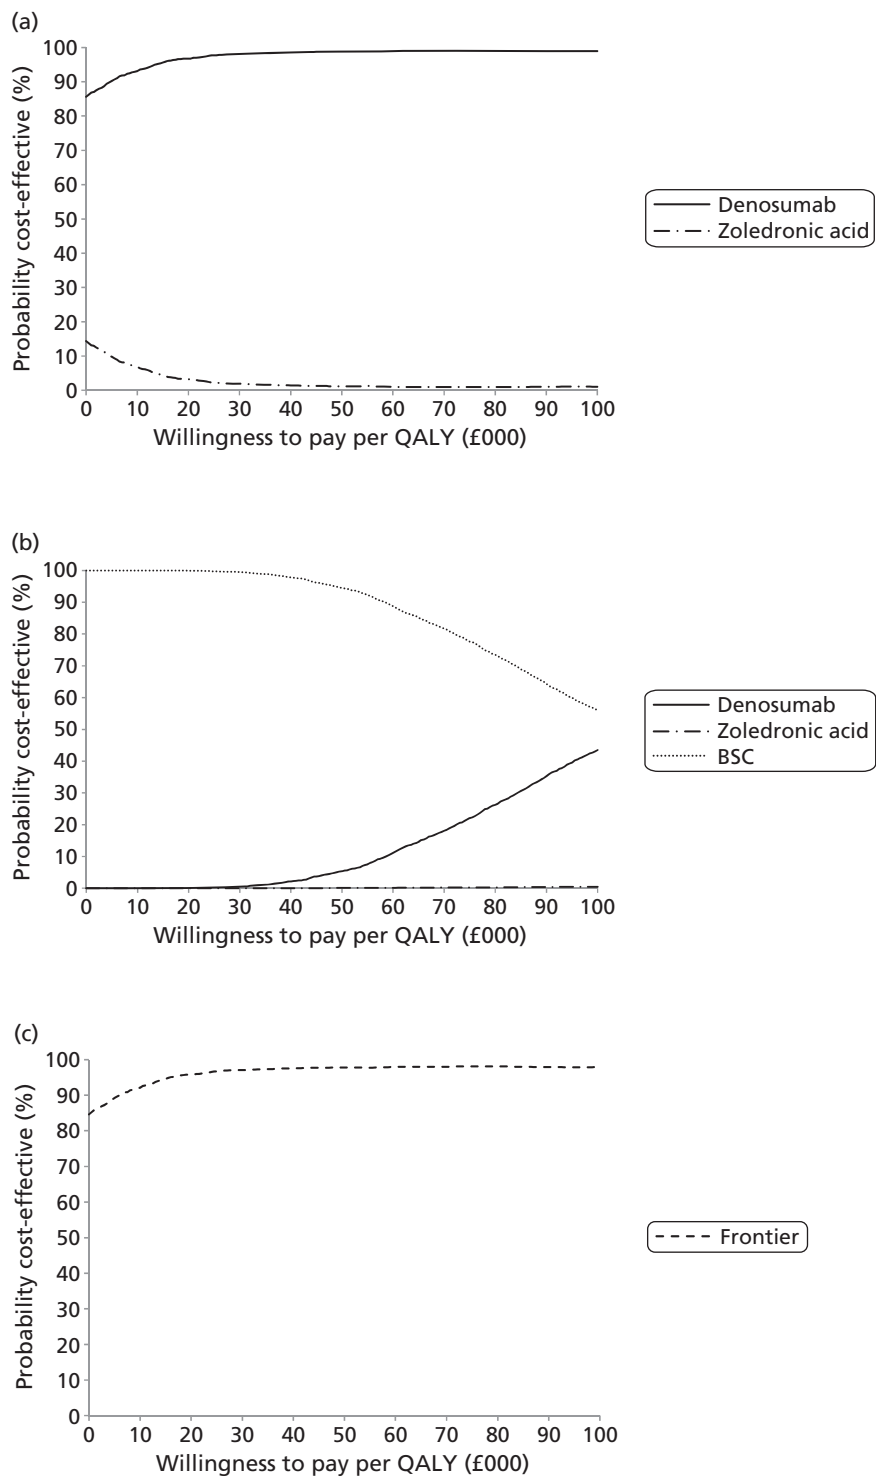 (a)
100
90
80
70
60
50
40
30
20
10
0
Probability cost-effective (%)
0 10 20 30 40 50 60 70 80 90 100
Willingness to pay per QALY (£000)
Denosumab
Zoledronic acid
(b)
100
90
80
70
60
50
40
30
20
10
0
Probability cost-effective (%)
0 10 20 30 40 50 60 70 80 90 100
Willingness to pay per QALY (£000)
Denosumab
Zoledronic acid
BSC
(c)
100
90
80
70
60
50
40
30
20
10
0
Probability cost-effective (%)
0 10 20 30 40 50 60 70 80 90 100
Willingness to pay per QALY (£000)
Frontier